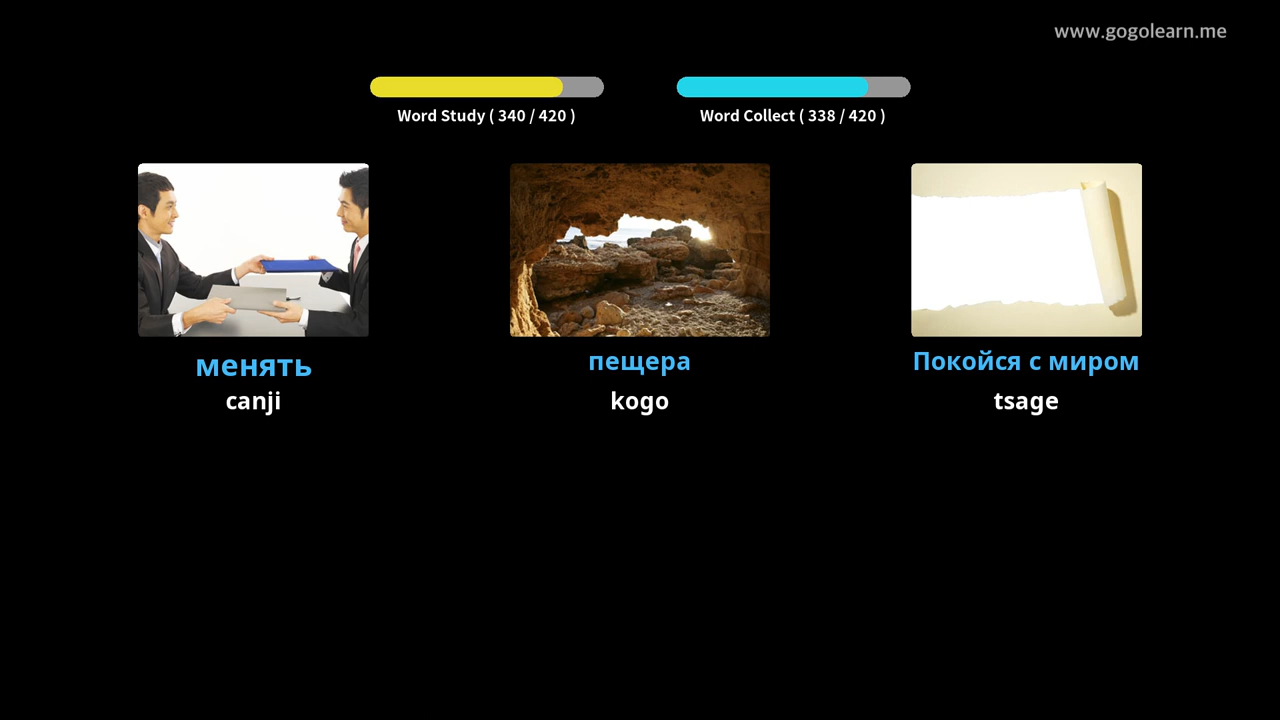 www.gogolearn.me
Word Study ( 340 / 420 )
Word Collect ( 338 / 420 )
менять
пещера
Покойся с миром
canji
kogo
tsage